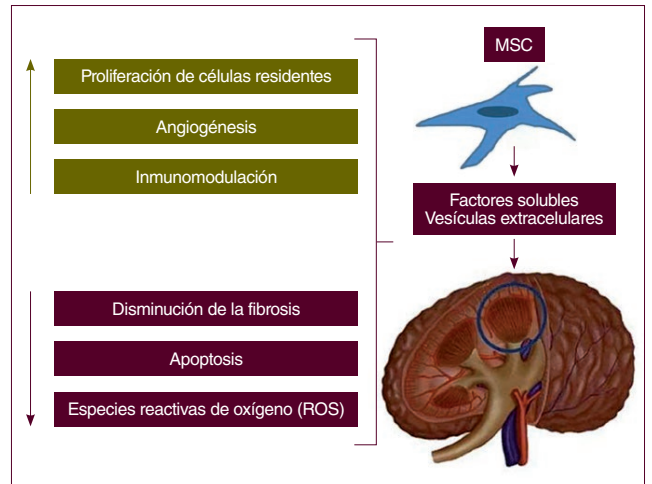 MSC
Proliferación de células residentes
Angiogénesis
Inmunomodulación
Factores solubles
Vesículas extracelulares
Disminución de la fibrosis
Apoptosis
Especies reactivas de oxígeno (ROS)